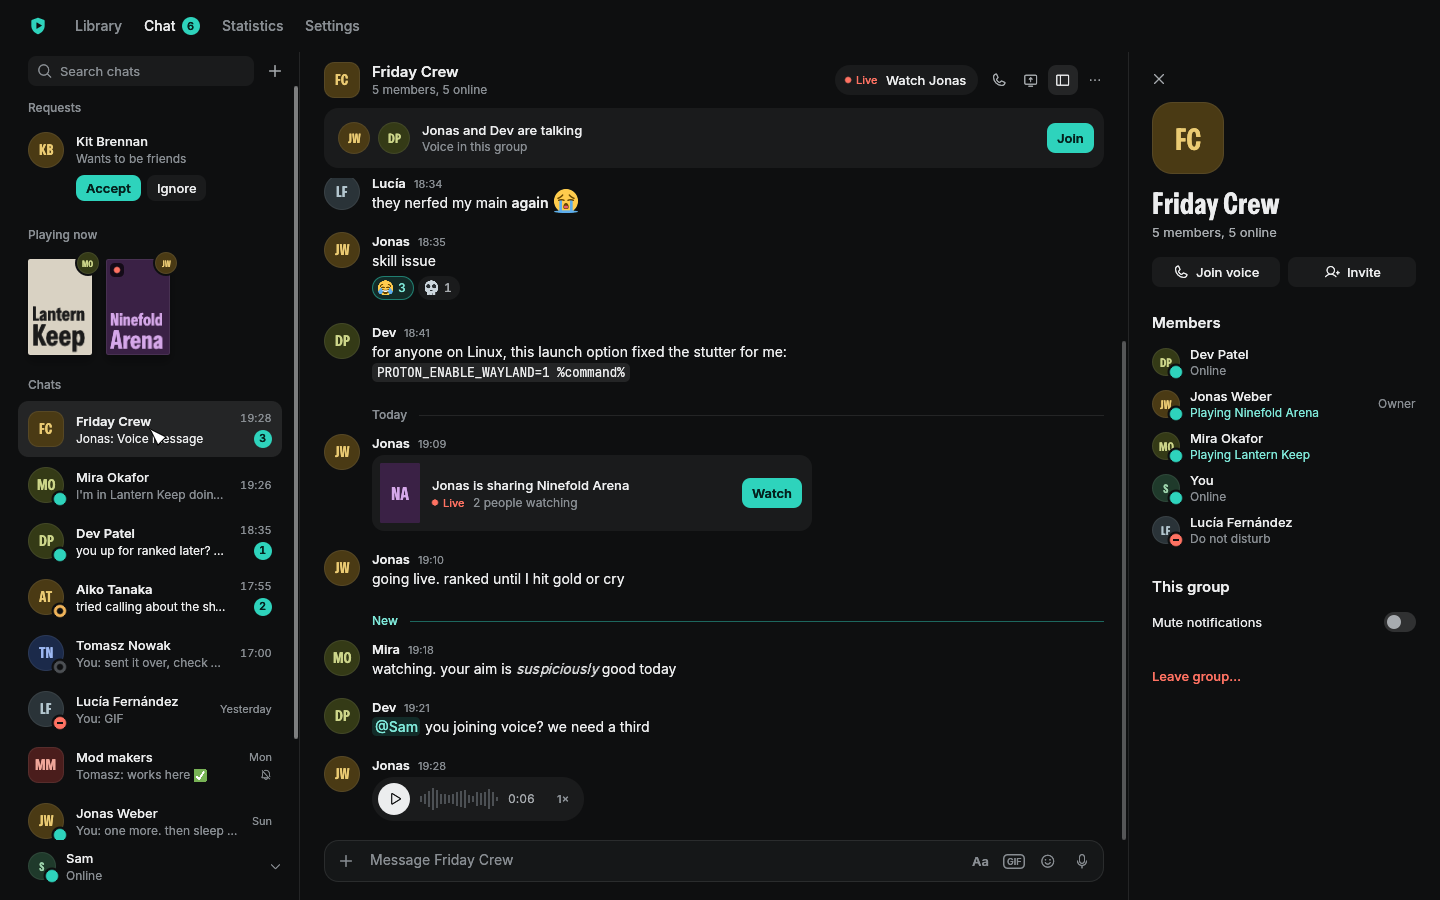 Library Chat 6 Statistics Settings
Search chats
Requests
KB
Kit Brennan
Wants to be friends
Accept Ignore
Playing now
MO
Lantern
Keep
JW
Ninefold
Arena
Chats
FC
Friday Crew 19:28
Jonas: Voice message 3
MO
Mira Okafor 19:26
I'm in Lantern Keep doin...
DP
Dev Patel 18:35
you up for ranked later? ... 1
AT
Aiko Tanaka 17:55
tried calling about the sh... 2
TN
Tomasz Nowak 17:00
You: sent it over, check ...
LF
Lucía Fernández Yesterday
You: GIF
MM
Mod makers Mon
Tomasz: works here ✅
JW
Jonas Weber Sun
You: one more. then sleep ...
S
Sam
Online
FC
Friday Crew
5 members, 5 online
Live Watch Jonas
JW DP
Jonas and Dev are talking
Voice in this group
Join
LF
Lucía 18:34
they nerfed my main again 😭
JW
Jonas 18:35
skill issue
😂 3 💀 1
DP
Dev 18:41
for anyone on Linux, this launch option fixed the stutter for me:
PROTON_ENABLE_WAYLAND=1 %command%
Today
JW
Jonas 19:09
NA
Jonas is sharing Ninefold Arena
Live 2 people watching
Watch
JW
Jonas 19:10
going live. ranked until I hit gold or cry
New
MO
Mira 19:18
watching. your aim is suspiciously good today
DP
Dev 19:21
@Sam you joining voice? we need a third
JW
Jonas 19:28
0:06 1×
Message Friday Crew
Aa GIF
FC
Friday Crew
5 members, 5 online
Join voice Invite
Members
DP
Dev Patel
Online
JW
Jonas Weber Owner
Playing Ninefold Arena
MO
Mira Okafor
Playing Lantern Keep
S
You
Online
LF
Lucía Fernández
Do not disturb
This group
Mute notifications
Leave group...